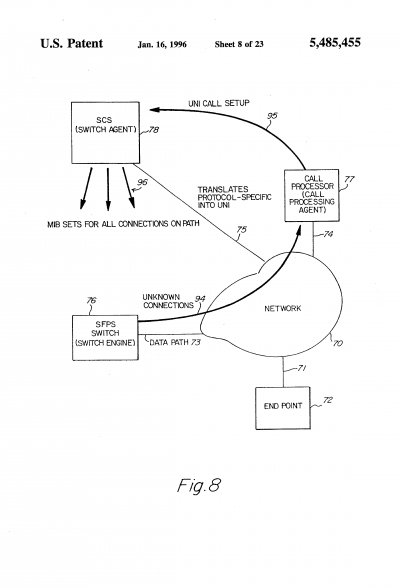 U.S. Patent Jan. 16, 1996 Sheet 8 of 23 5,485,455
UNI CALL SETUP
95
SCS
(SWITCH AGENT)
78
CALL
PROCESSOR
(CALL
PROCESSING
AGENT)
77
96
TRANSLATES
PROTOCOL-SPECIFIC
INTO UNI
MIB SETS FOR ALL CONNECTIONS ON PATH
75
74
76
UNKNOWN
CONNECTIONS
94
NETWORK
SFPS
SWITCH
(SWITCH ENGINE)
DATA PATH 73
70
71
END POINT
72
Fig.8